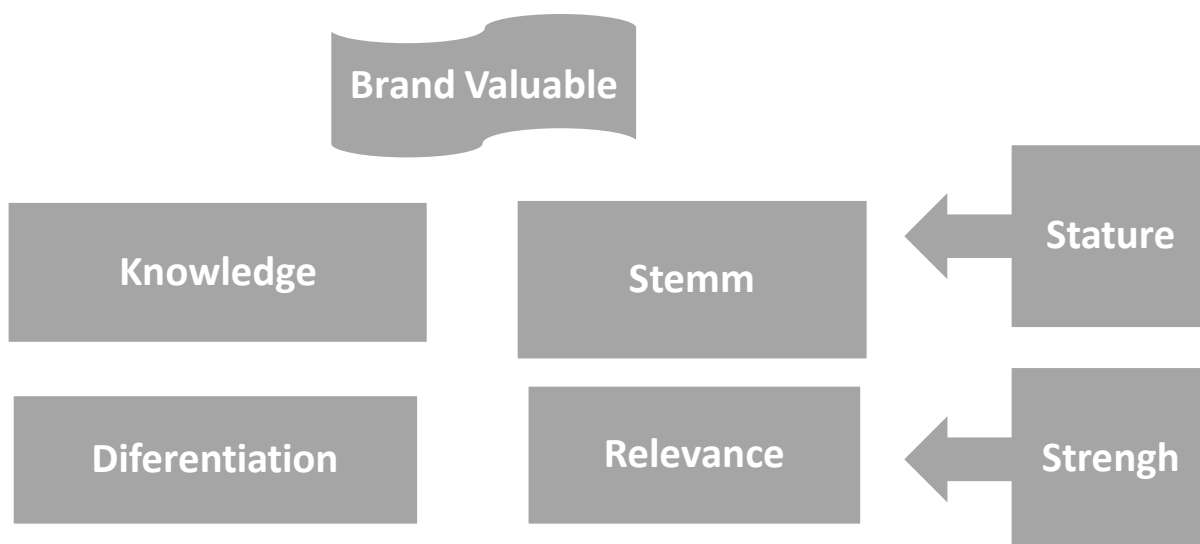 Brand Valuable
Knowledge
Stemm
Stature
Diferentiation
Relevance
Strengh